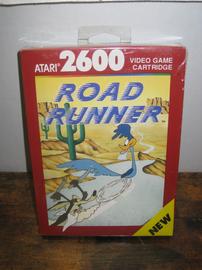 ATARI 2600 VIDEO GAME
CARTRIDGE
ROAD
RUNNER
NEW